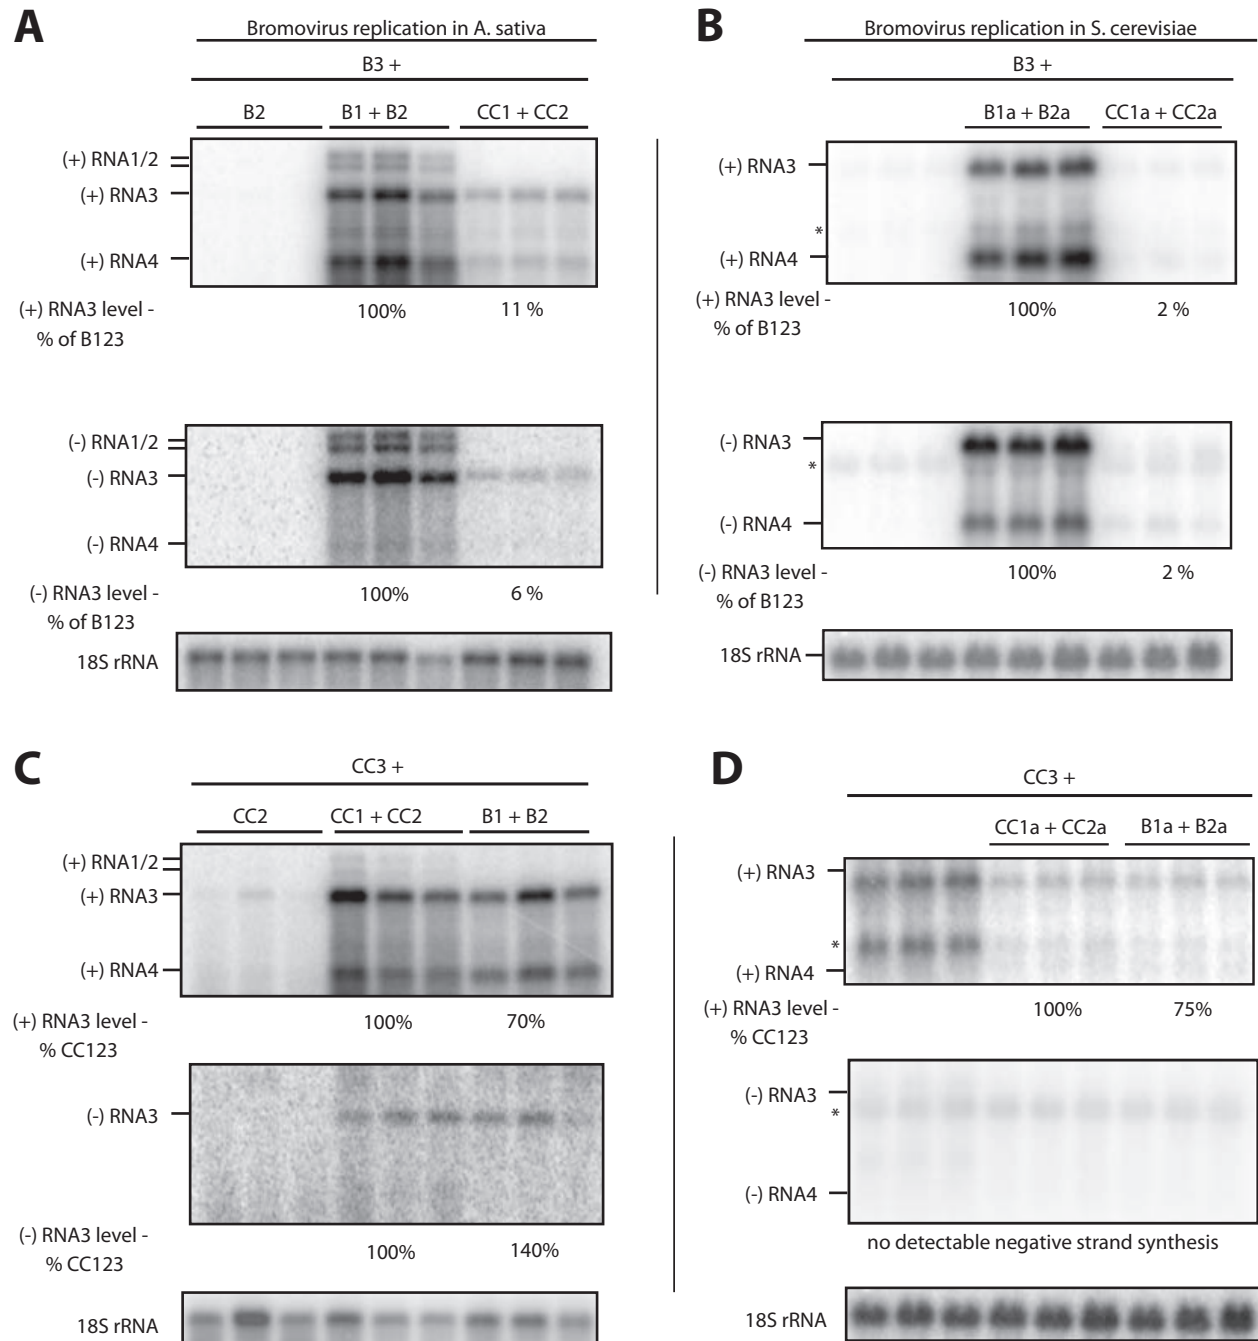 A
Bromovirus replication in A. sativa
B3 +
B2
B1 + B2
CC1 + CC2
(+) RNA1/2
(+) RNA3
(+) RNA4
(+) RNA3 level -
% of B123
100%
11 %
(-) RNA1/2
(-) RNA3
(-) RNA4
(-) RNA3 level -
% of B123
100%
6 %
18S rRNA
B
Bromovirus replication in S. cerevisiae
B3 +
B1a + B2a
CC1a + CC2a
(+) RNA3
*
(+) RNA4
(+) RNA3 level -
% of B123
100%
2 %
(-) RNA3
*
(-) RNA4
(-) RNA3 level -
% of B123
100%
2 %
18S rRNA
C
CC3 +
CC2
CC1 + CC2
B1 + B2
(+) RNA1/2
(+) RNA3
(+) RNA4
(+) RNA3 level -
% CC123
100%
70%
(-) RNA3
(-) RNA3 level -
% CC123
100%
140%
18S rRNA
D
CC3 +
CC1a + CC2a
B1a + B2a
(+) RNA3
*
(+) RNA4
(+) RNA3 level -
% CC123
100%
75%
(-) RNA3
*
(-) RNA4
no detectable negative strand synthesis
18S rRNA